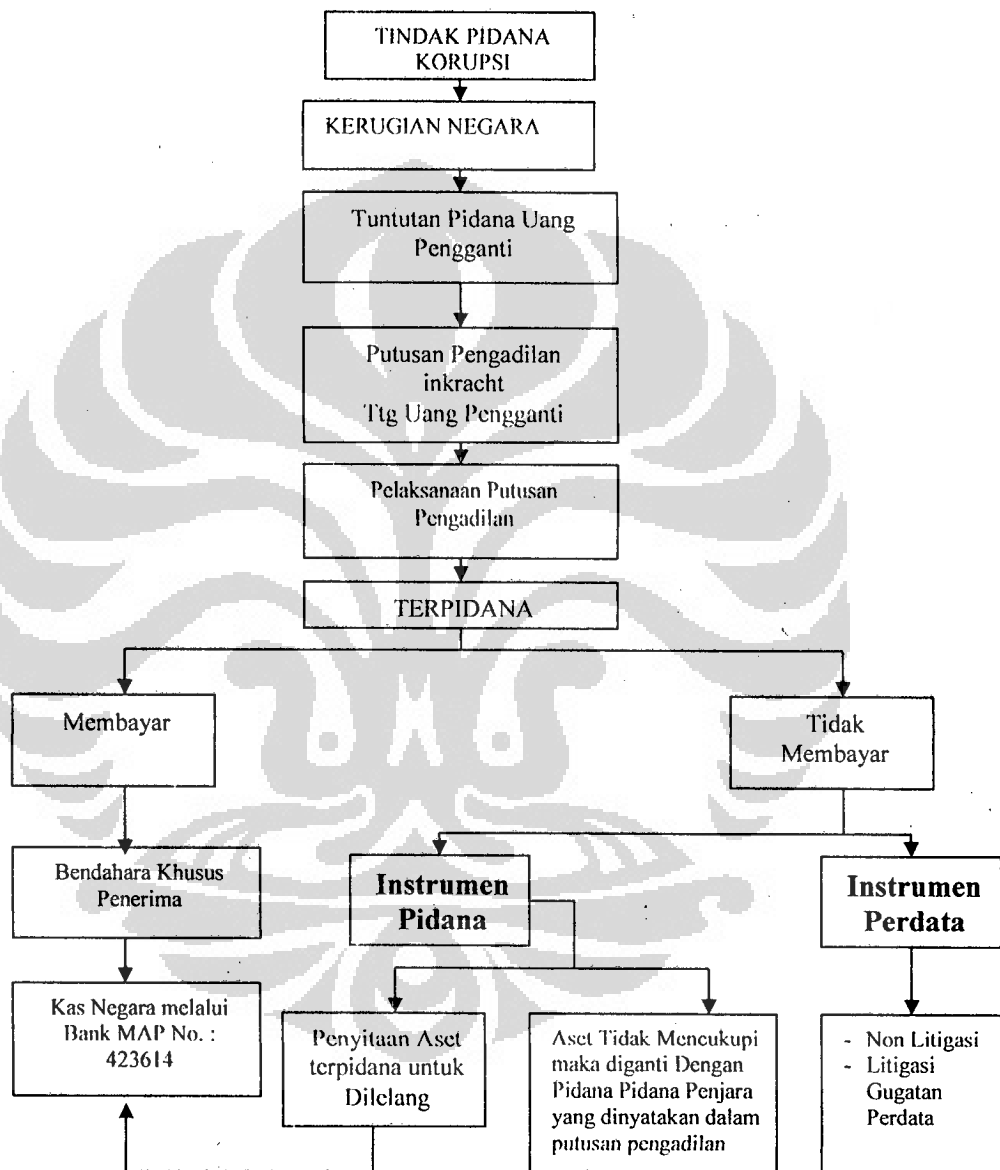 TINDAK PIDANA
KORUPSI
KERUGIAN NEGARA
Tuntutan Pidana Uang
Pengganti
Putusan Pengadilan
inkracht
Ttg Uang Pengganti
Pelaksanaan Putusan
Pengadilan
TERPIDANA
Membayar
Tidak
Membayar
Bendahara Khusus
Penerima
Instrumen
Pidana
Instrumen
Perdata
Kas Negara melalui
Bank MAP No. :
423614
Penyitaan Aset
terpidana untuk
Dilelang
Aset Tidak Mencukupi
maka diganti Dengan
Pidana Pidana Penjara
yang dinyatakan dalam
putusan pengadilan
- Non Litigasi
- Litigasi
Gugatan
Perdata